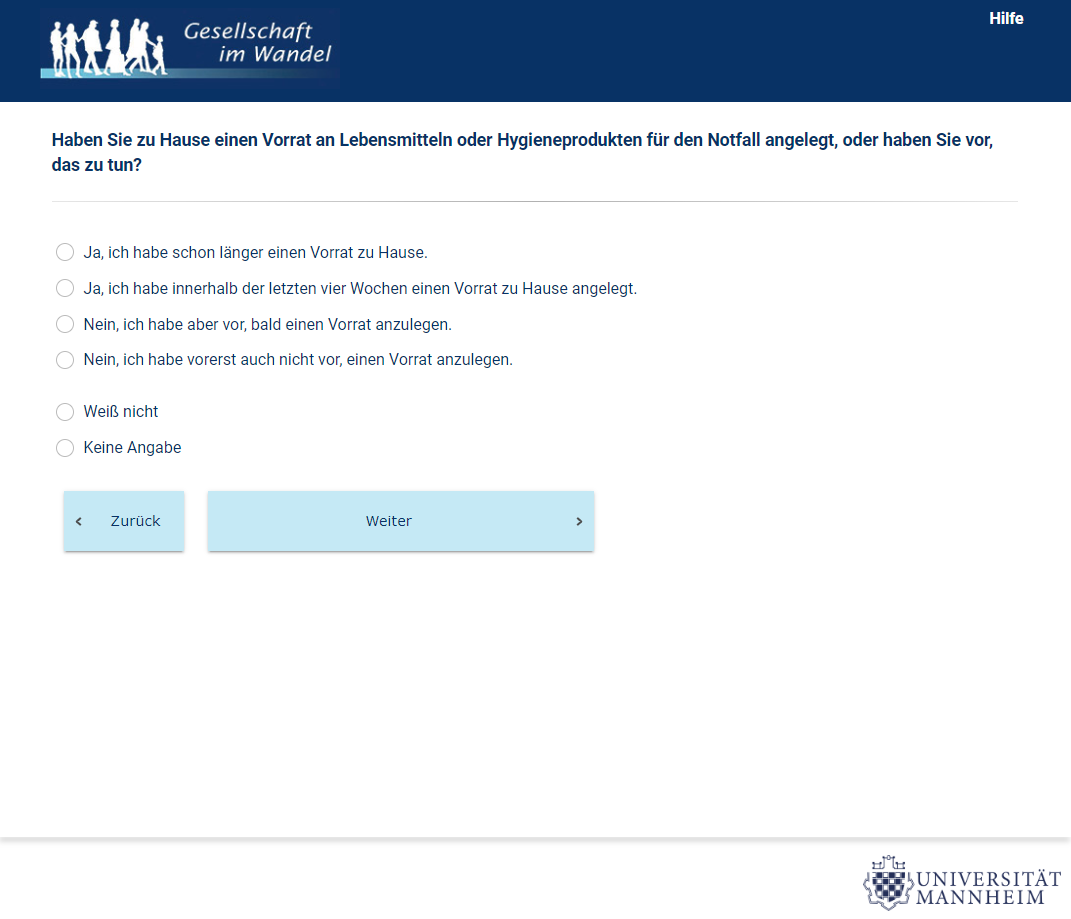 Gesellschaft
im Wandel
Hilfe
Haben Sie zu Hause einen Vorrat an Lebensmitteln oder Hygieneprodukten für den Notfall angelegt, oder haben Sie vor,
das zu tun?
Ja, ich habe schon länger einen Vorrat zu Hause.
Ja, ich habe innerhalb der letzten vier Wochen einen Vorrat zu Hause angelegt.
Nein, ich habe aber vor, bald einen Vorrat anzulegen.
Nein, ich habe vorerst auch nicht vor, einen Vorrat anzulegen.
Weiß nicht
Keine Angabe
Zurück
Weiter
UNIVERSITÄT
MANNHEIM